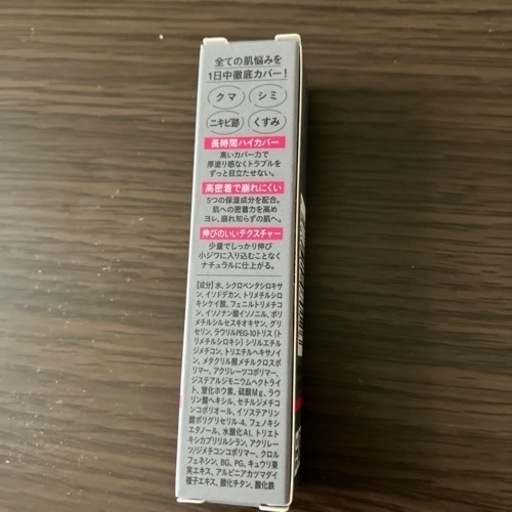 全ての肌悩みを
1日中徹底カバー!
クマ シミ
ニキビ跡 くすみ
長時間ハイカバー
高いカバー力で
厚塗り感なくトラブルを
ずっと目立たせない。
高密着で崩れにくい
5つの保湿成分を配合。
肌への密着力を高め
ヨレ、崩れ知らずの肌へ。
伸びのいいテクスチャー
少量でしっかり伸び
小ジワに入り込むことなく
ナチュラルに仕上がる。
【成分】水、シクロペンタシロキサ
ン、イソドデカン、トリメチルシロ
キシケイ酸、フェニルトリメチコ
ン、イソノナン酸イソノニル、ポリ
メチルシルセスキオキサン、グリ
セリン、ラウリルPEG-10トリス(ト
リメチルシロキシ)シリルエチル
ジメチコン、トリエチルヘキサノイ
ン、メタクリル酸メチルクロスポ
リマー、アクリレーツコポリマー、
ジステアルジモニウムヘクトライ
ト、窒化ホウ素、硫酸Mg、ラウロ
イン酸ヘキシル、セチルジメチコ
ンコポリオール、イソステアリン
酸ポリグリセリル-4、フェノキシ
エタノール、水酸化Al、トリエト
キシカプリリルシラン、アクリレー
ツ/ジメチコンコポリマー、クロル
フェネシン、BG、PG、キュウリ果
実エキス、アルピニアカツマダイ
種子エキス、酸化チタン、酸化鉄